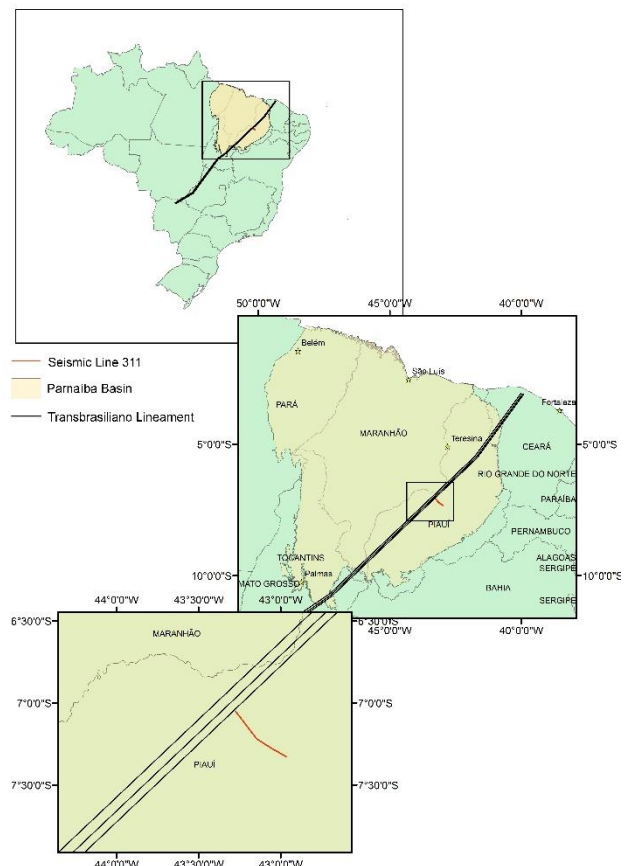 50°0'0"W 45°0'0"W 40°0'0"W
Belém
Seismic Line 311
São Luís
Parnaiba Basin
PARÁ
Fortaleza
Transbrasiliano Lineament
MARANHÃO
Teresina
5°0'0"S 5°0'0"S
CEARÁ
RIO GRANDE DO NORTE
PARAÍBA
PIAUÍ
PERNAMBUCO
TOCANTINS
ALAGOAS
SERGIPE
10°0'0"S 10°0'0"S
Palmas
MATO GROSSO
BAHIA
SERGIPE
44°0'0"W 43°30'0"W 43°0'0"W 45°0'0"W 40°0'0"W
6°30'0"S 6°30'0"S
MARANHÃO
7°0'0"S 7°0'0"S
PIAUÍ
7°30'0"S 7°30'0"S
44°0'0"W 43°30'0"W 43°0'0"W